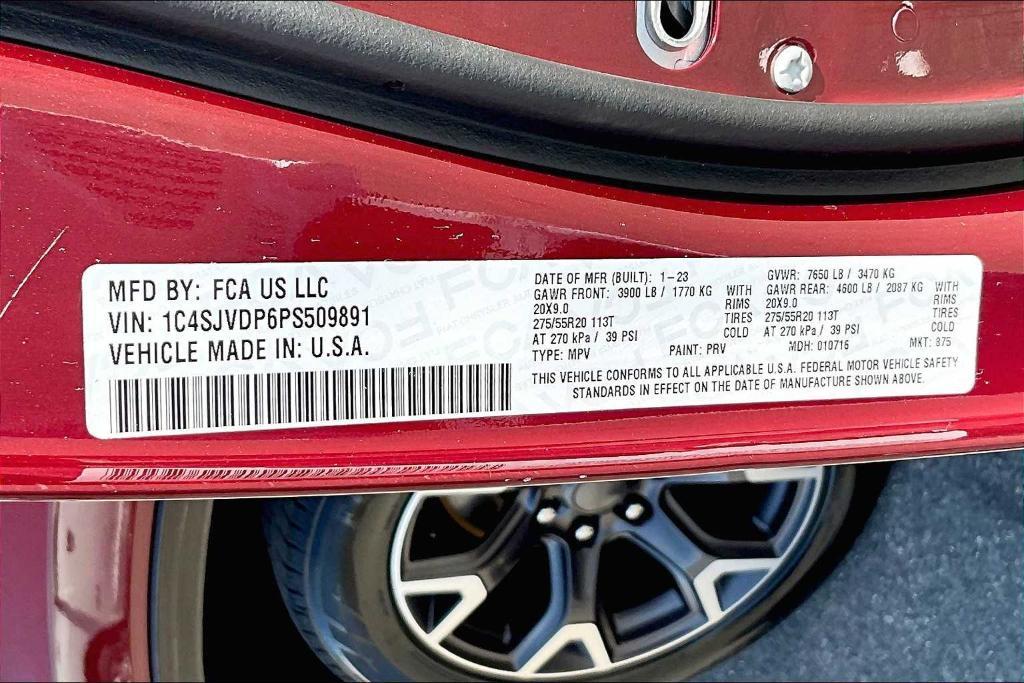 MFD BY: FCA US LLC
VIN: 1C4SJVDP6PS509891
VEHICLE MADE IN: U.S.A.
DATE OF MFR (BUILT): 1-23
GAWR FRONT: 3900 LB / 1770 KG WITH
20X9.0 RIMS
275/55R20 113T TIRES
AT 270 kPa / 39 PSI COLD
TYPE: MPV PAINT: PRV
GVWR: 7650 LB / 3470 KG
GAWR REAR: 4600 LB / 2087 KG WITH
20X9.0 RIMS
275/55R20 113T TIRES
AT 270 kPa / 39 PSI COLD
MDH: 010716 MKT: 875
THIS VEHICLE CONFORMS TO ALL APPLICABLE U.S.A. FEDERAL MOTOR VEHICLE SAFETY
STANDARDS IN EFFECT ON THE DATE OF MANUFACTURE SHOWN ABOVE.